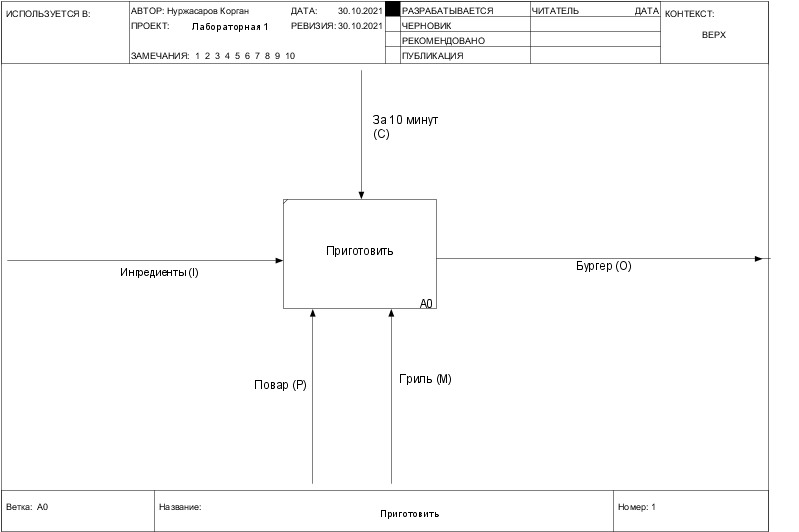 ИСПОЛЬЗУЕТСЯ В:
АВТОР: Нуржасаров Корган
ДАТА: 30.10.2021
ПРОЕКТ: Лабораторная 1
РЕВИЗИЯ: 30.10.2021
ЗАМЕЧАНИЯ: 1 2 3 4 5 6 7 8 9 10
РАЗРАБАТЫВАЕТСЯ
ЧЕРНОВИК
РЕКОМЕНДОВАНО
ПУБЛИКАЦИЯ
ЧИТАТЕЛЬ
ДАТА
КОНТЕКСТ:
ВЕРХ
За 10 минут
(C)
Приготовить
A0
Ингредиенты (I)
Бургер (O)
Повар (P)
Гриль (M)
Ветка: A0
Название:
Приготовить
Номер: 1